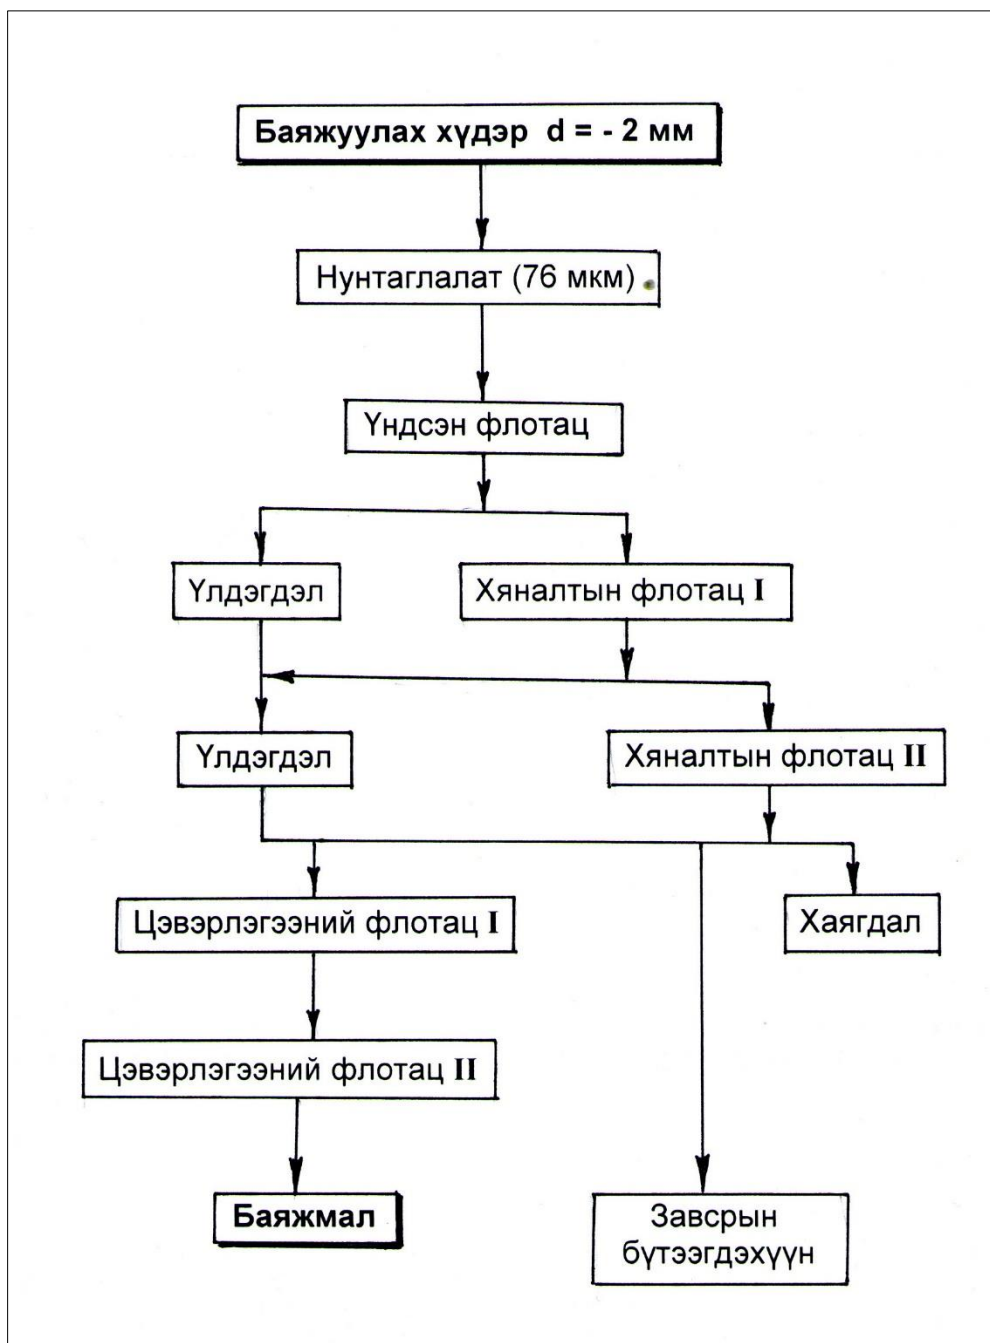 Баяжуулах хүдэр d = - 2 мм
Нунтаглалат (76 мкм)
Үндсэн флотац
Үлдэгдэл
Хяналтын флотац I
Үлдэгдэл
Хяналтын флотац II
Цэвэрлэгээний флотац I
Хаягдал
Цэвэрлэгээний флотац II
Баяжмал
Завсрын
бүтээгдэхүүн